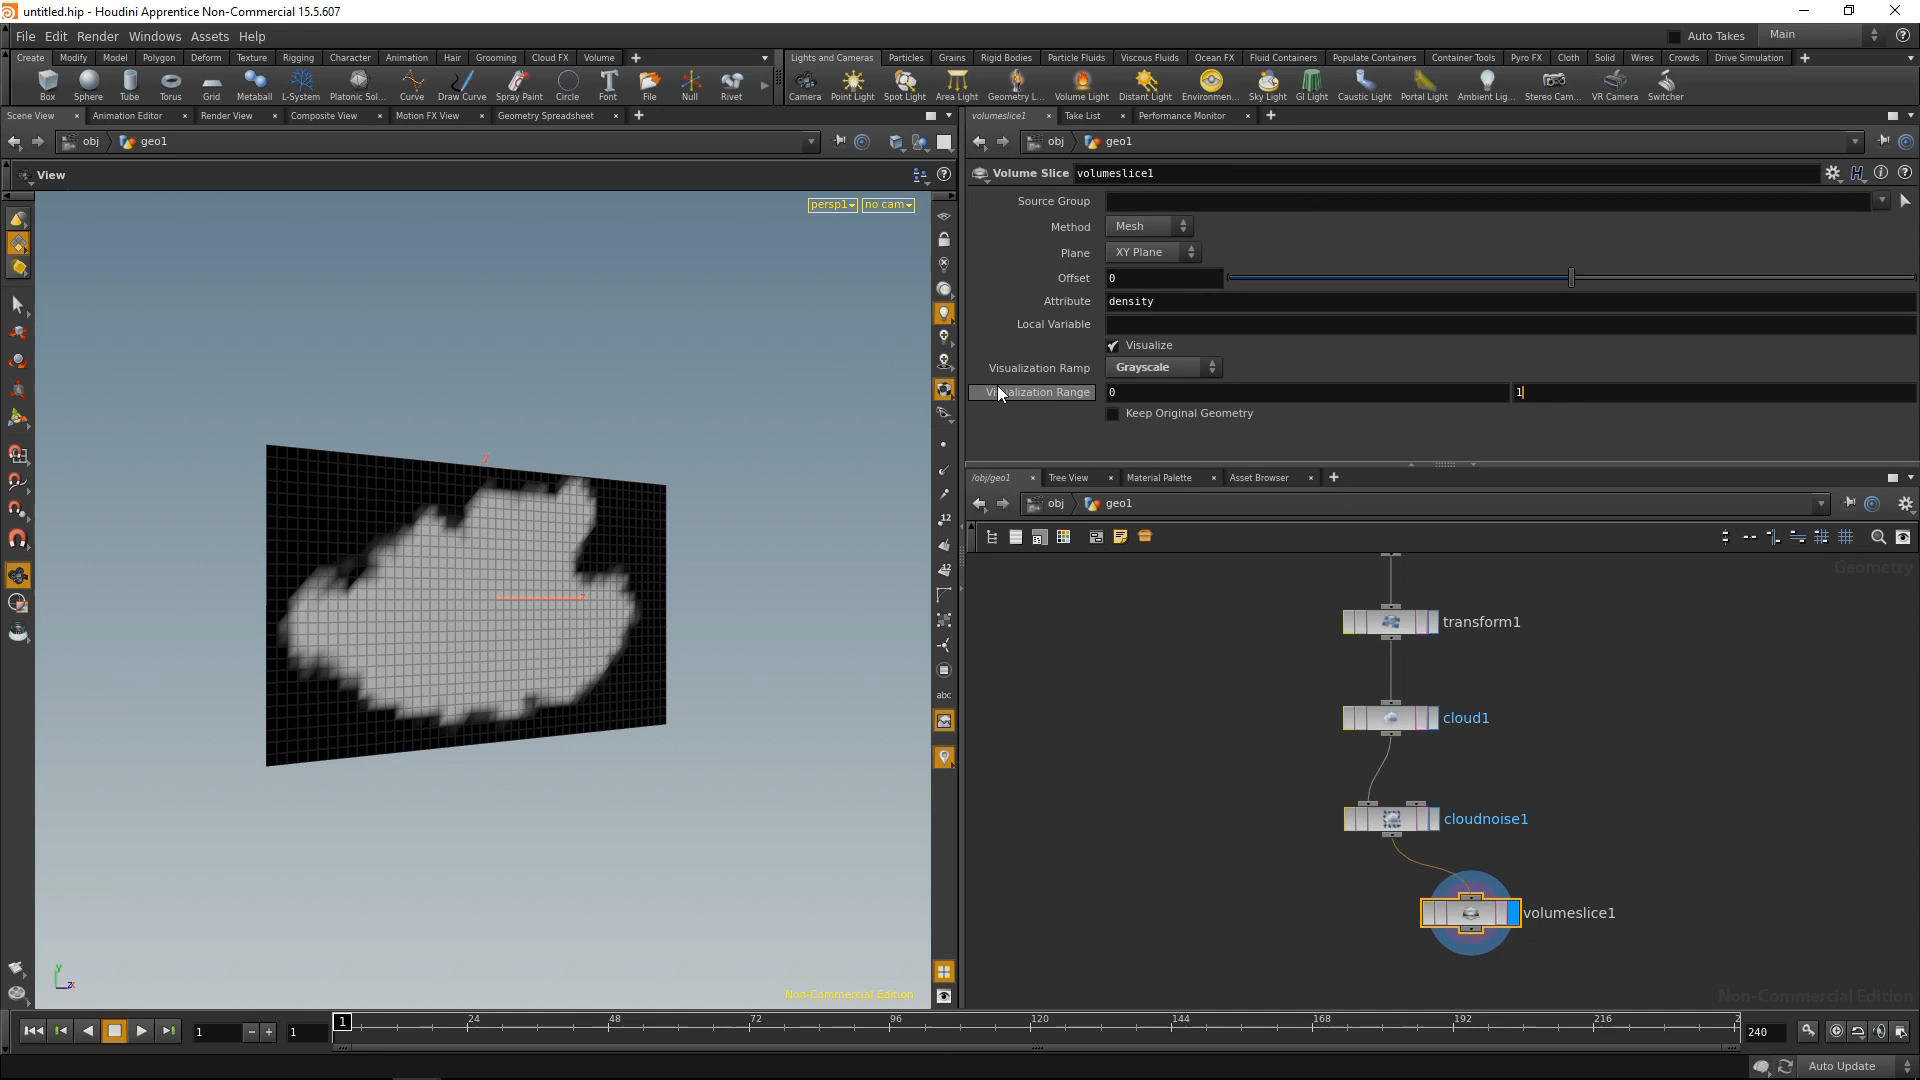 untitled.hip - Houdini Apprentice Non-Commercial 15.5.607
File Edit Render Windows Assets Help
Auto Takes Main
Create Modify Model Polygon Deform Texture Rigging Character Animation Hair Grooming Cloud FX Volume
Lights and Cameras Particles Grains Rigid Bodies Particle Fluids Viscous Fluids Ocean FX Fluid Containers Populate Containers Container Tools Pyro FX Cloth Solid Wires Crowds Drive Simulation
Box Sphere Tube Torus Grid Metaball L-System Platonic Sol... Curve Draw Curve Spray Paint Circle Font File Null Rivet
Camera Point Light Spot Light Area Light Geometry L... Volume Light Distant Light Environmen... Sky Light GI Light Caustic Light Portal Light Ambient Lig... Stereo Cam... VR Camera Switcher
Scene View Animation Editor Render View Composite View Motion FX View Geometry Spreadsheet
volumeslice1 Take List Performance Monitor
obj geo1
obj geo1
View
persp1 no cam
Volume Slice volumeslice1
Source Group
Method Mesh
Plane XY Plane
Offset 0
Attribute density
Local Variable
Visualize
Visualization Ramp Grayscale
Visualization Range 0 1
Keep Original Geometry
12
12
abc
y
zx
Non-Commercial Edition
/obj/geo1 Tree View Material Palette Asset Browser
obj geo1
Geometry
transform1
cloud1
cloudnoise1
volumeslice1
Non-Commercial Edition
1 1 1 24 48 72 96 120 144 168 192 216 2 240
Auto Update